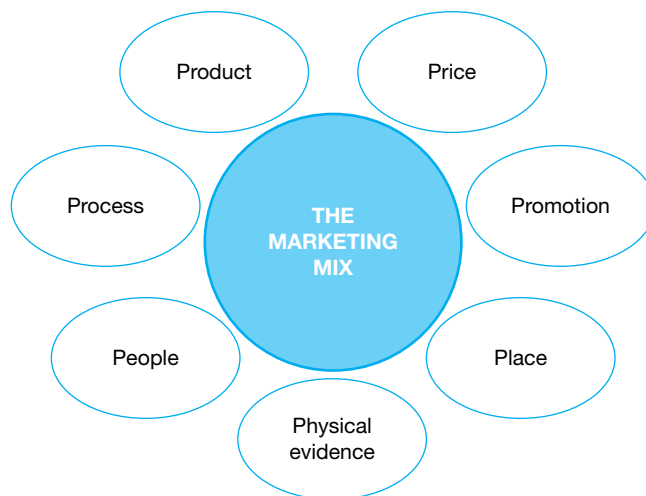 Product
Price
Process
THE
MARKETING
MIX
Promotion
People
Place
Physical
evidence